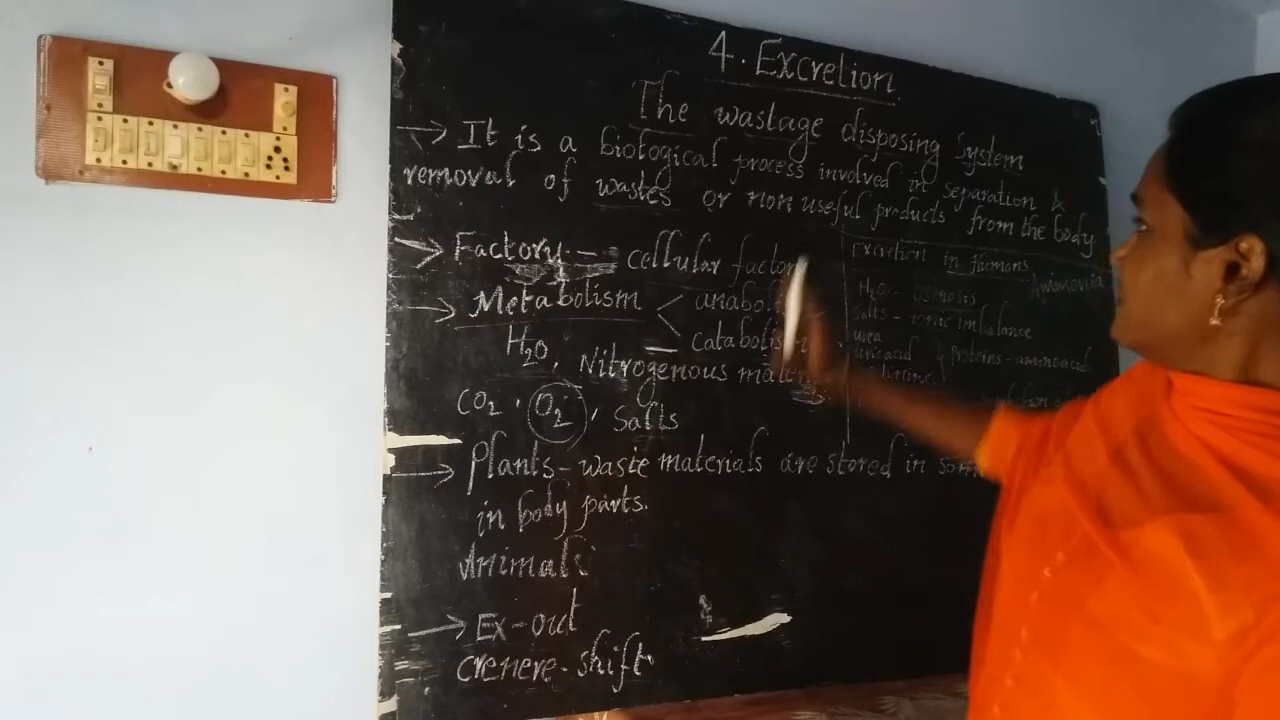 4. Excretion
The wastage disposing System
→ It is a biological process involved in separation &
removal of wastes or non useful products from the body
→ Factory — cellular factory
→ Metabolism < anabo
catabolism
H2O, Nitrogenous mate
CO2, O2, Salts
→ Plants - waste materials are stored in som
in body parts.
Animals
→ Ex - out
crenere - shift
Excretion in Humans
H2O - osmosis
Salts - ionic imbalance
urea
uric acid } Proteins - aminoacid